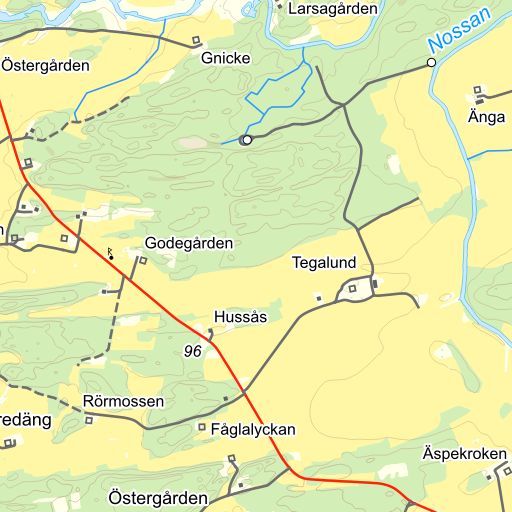 Larsagården
Nossan
Gnicke
Östergården
Änga
Godegården
Tegalund
Hussås
96
Rörmossen
redäng
Fåglalyckan
Äspekroken
Östergården